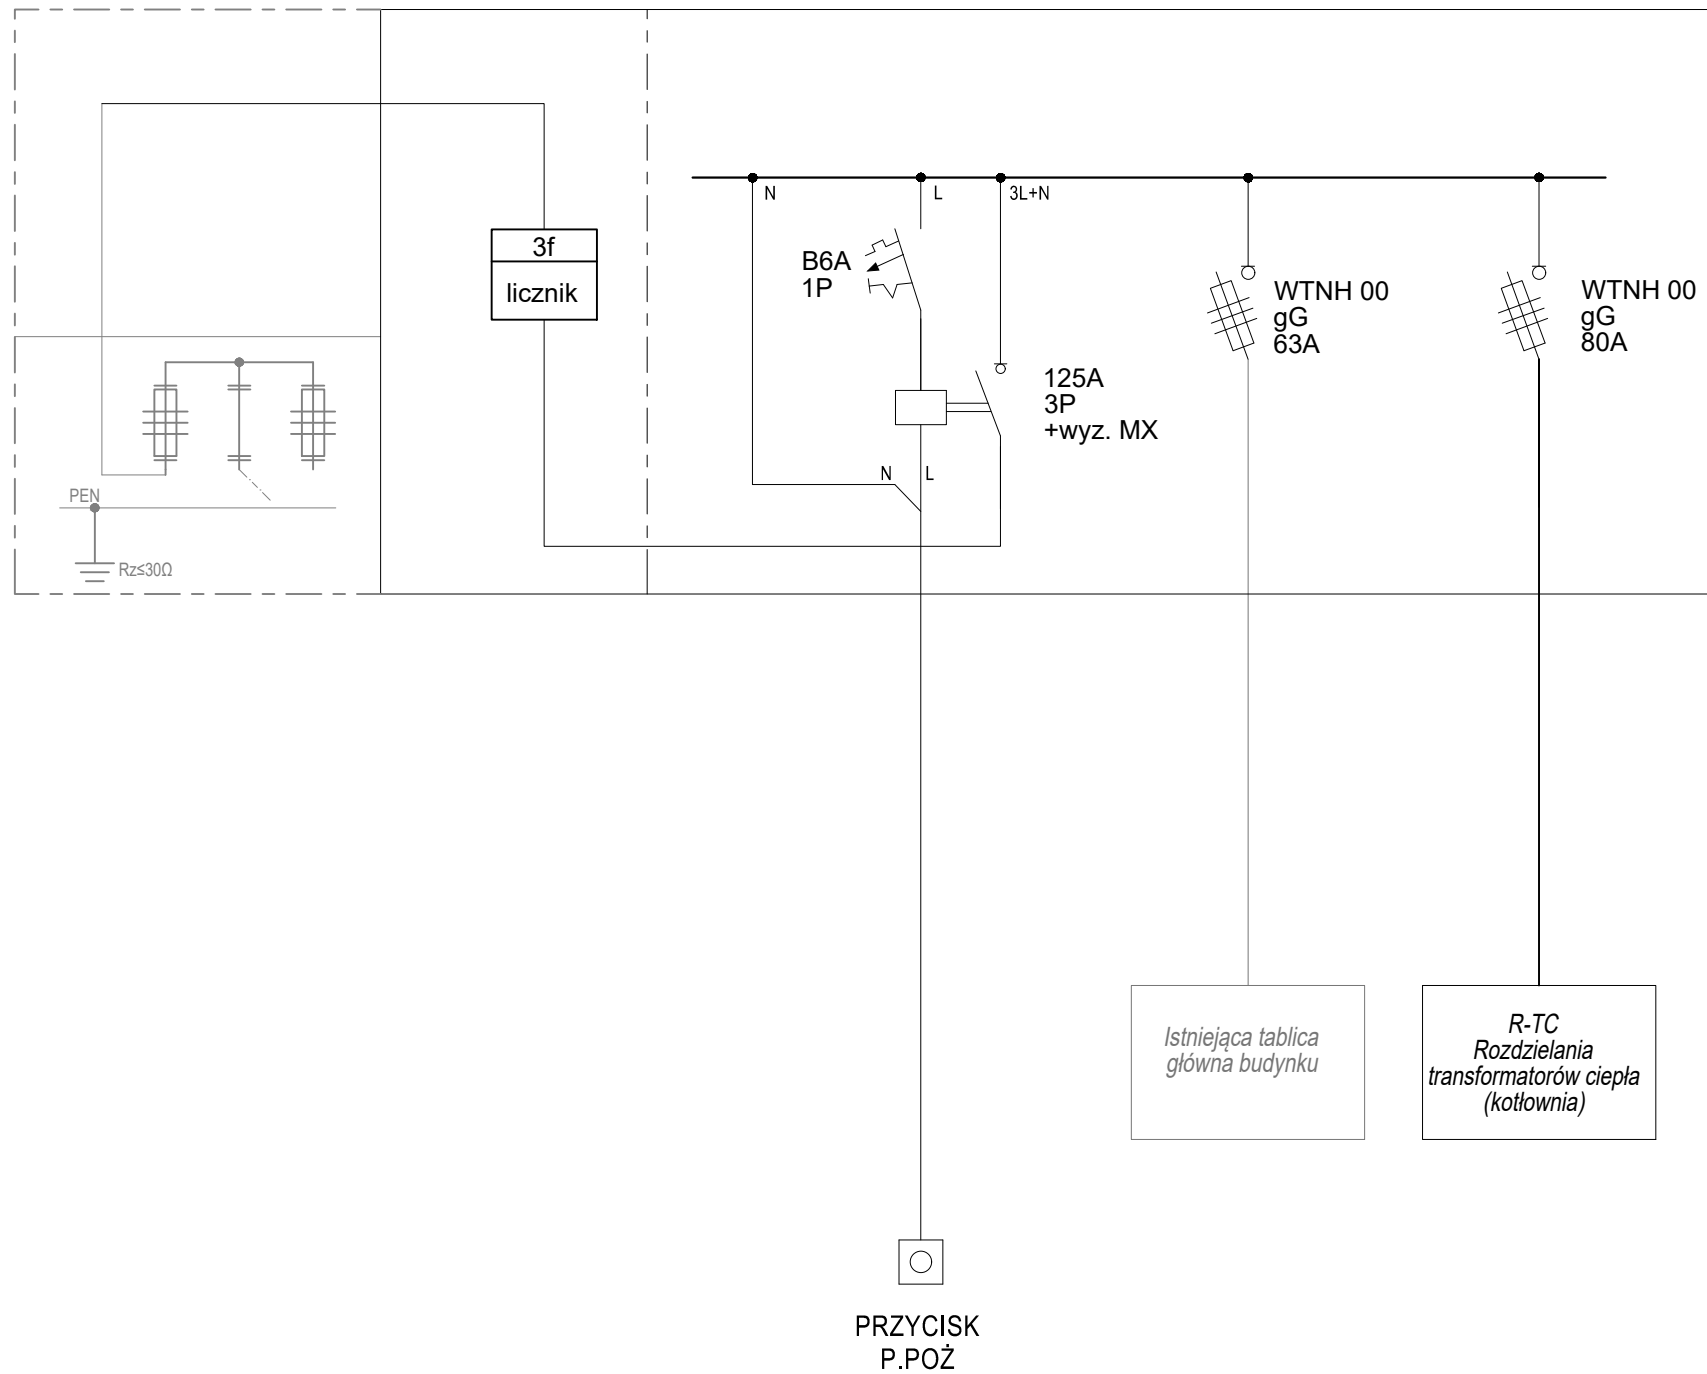 N
L
3L+N
3f
licznik
B6A
1P
WTNH 00
gG
63A
WTNH 00
gG
80A
125A
3P
+wyz. MX
N
L
PEN
Rz≤30Ω
Istniejąca tablica
główna budynku
R-TC
Rozdzielania
transformatorów ciepła
(kotłownia)
PRZYCISK
P.POŻ